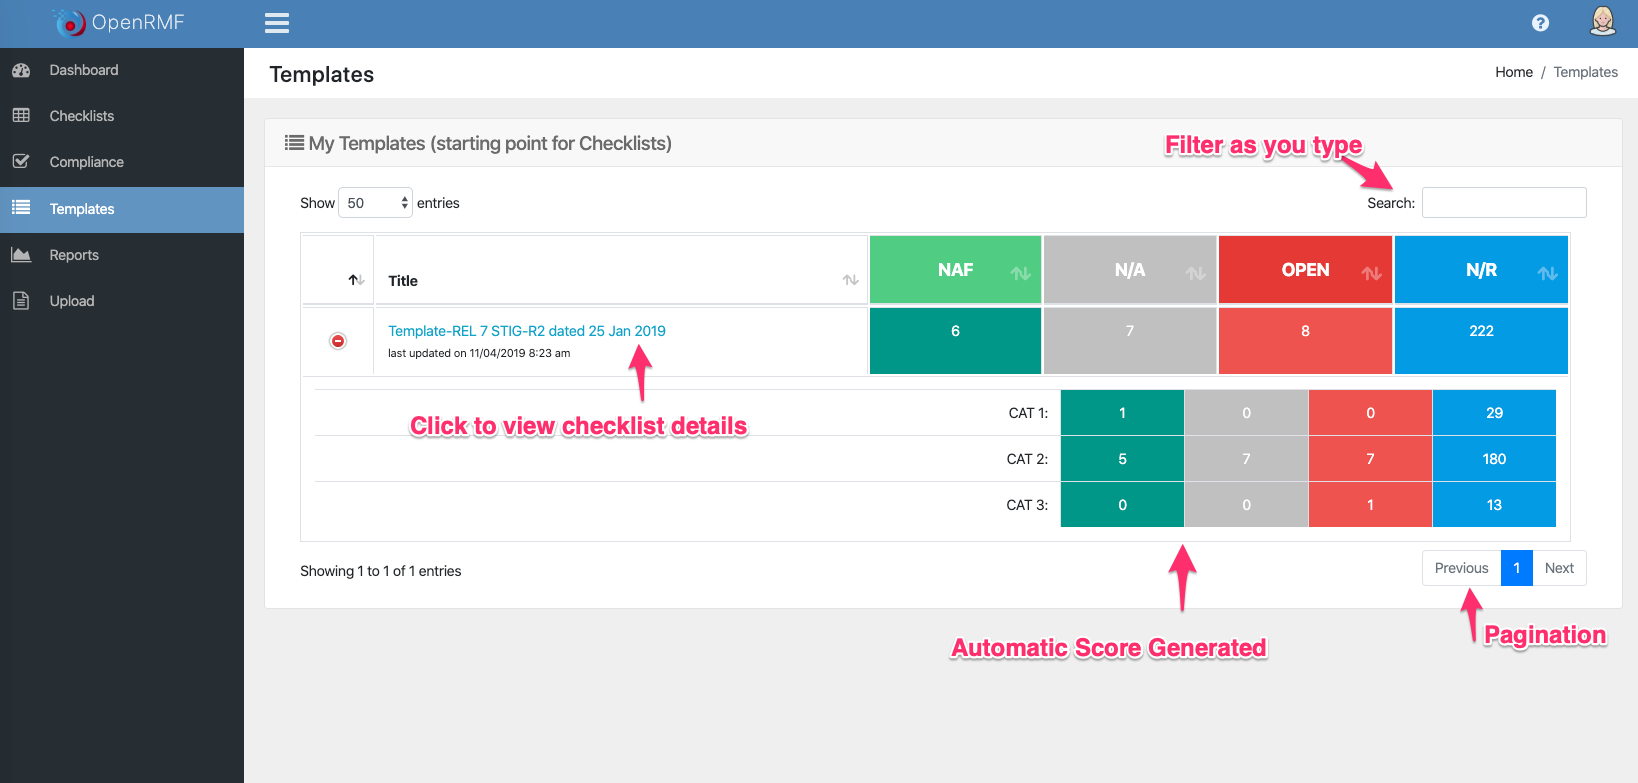 OpenRMF
Dashboard
Checklists
Compliance
Templates
Reports
Upload
Templates
Home / Templates
My Templates (starting point for Checklists)
Filter as you type
Show 50 entries
Search:
Title NAF N/A OPEN N/R
Template-REL 7 STIG-R2 dated 25 Jan 2019 6 7 8 222
last updated on 11/04/2019 8:23 am
Click to view checklist details
CAT 1: 1 0 0 29
CAT 2: 5 7 7 180
CAT 3: 0 0 1 13
Showing 1 to 1 of 1 entries
Previous 1 Next
Automatic Score Generated
Pagination